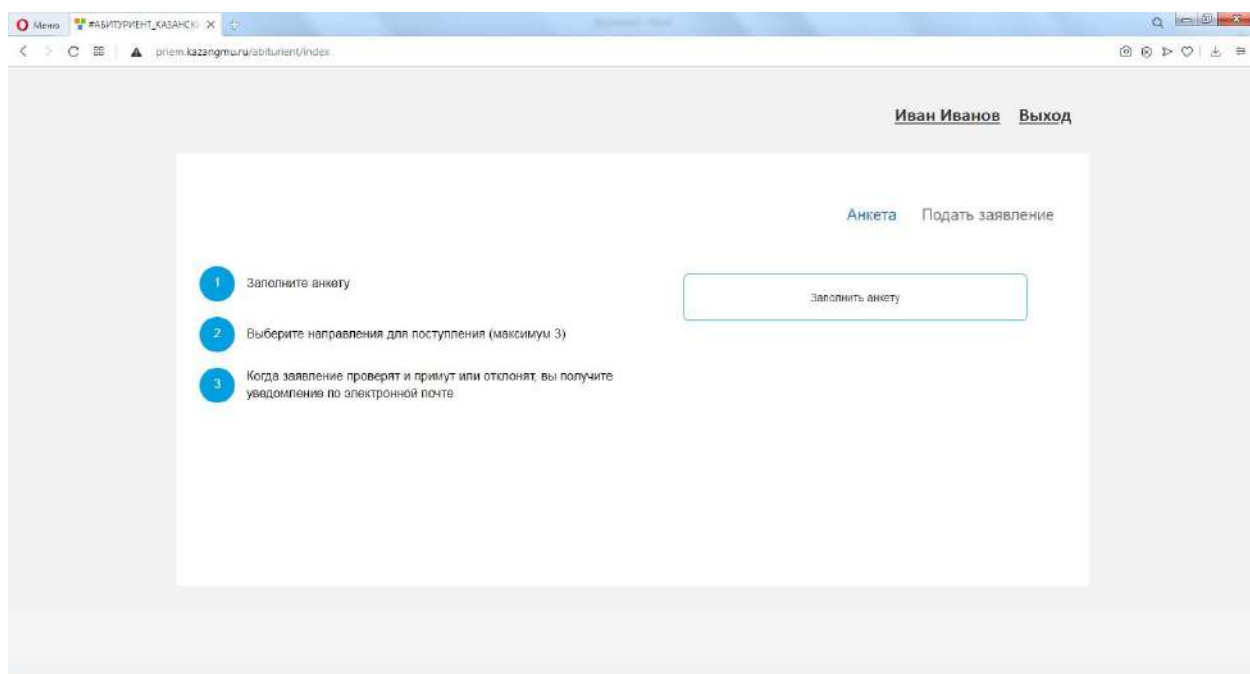 Меню #АБИТУРИЕНТ_КАЗАНСКИ
priem.kazangmu.ru/abiturient/index
Иван Иванов Выход
Анкета Подать заявление
1 Заполните анкету
Заполнить анкету
2 Выберите направления для поступления (максимум 3)
3 Когда заявление проверят и примут или отклонят, вы получите
уведомление по электронной почте